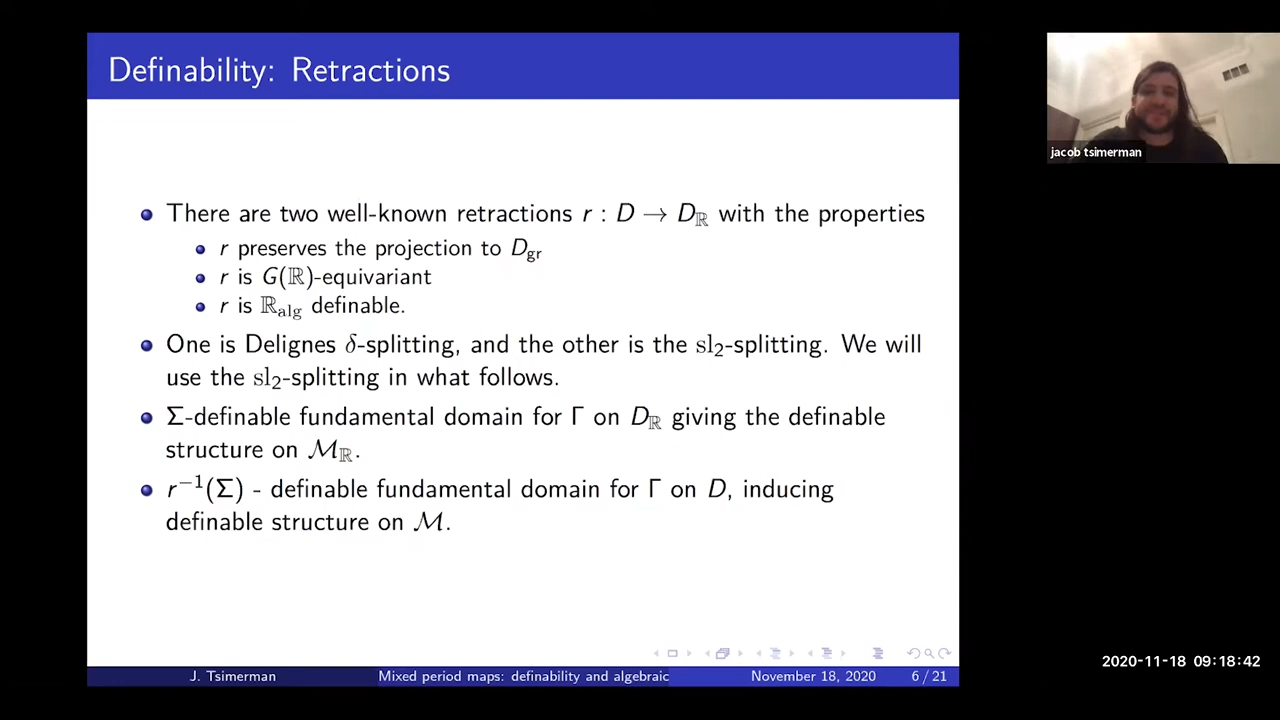 Definability: Retractions
jacob tsimerman
There are two well-known retractions r : D → D_ℝ with the properties
r preserves the projection to D_gr
r is G(ℝ)-equivariant
r is ℝ_alg definable.
One is Delignes δ-splitting, and the other is the sl₂-splitting. We will
use the sl₂-splitting in what follows.
Σ-definable fundamental domain for Γ on D_ℝ giving the definable
structure on ℳ_ℝ.
r⁻¹(Σ) - definable fundamental domain for Γ on D, inducing
definable structure on ℳ.
2020-11-18 09:18:42
J. Tsimerman Mixed period maps: definability and algebraic November 18, 2020 6 / 21